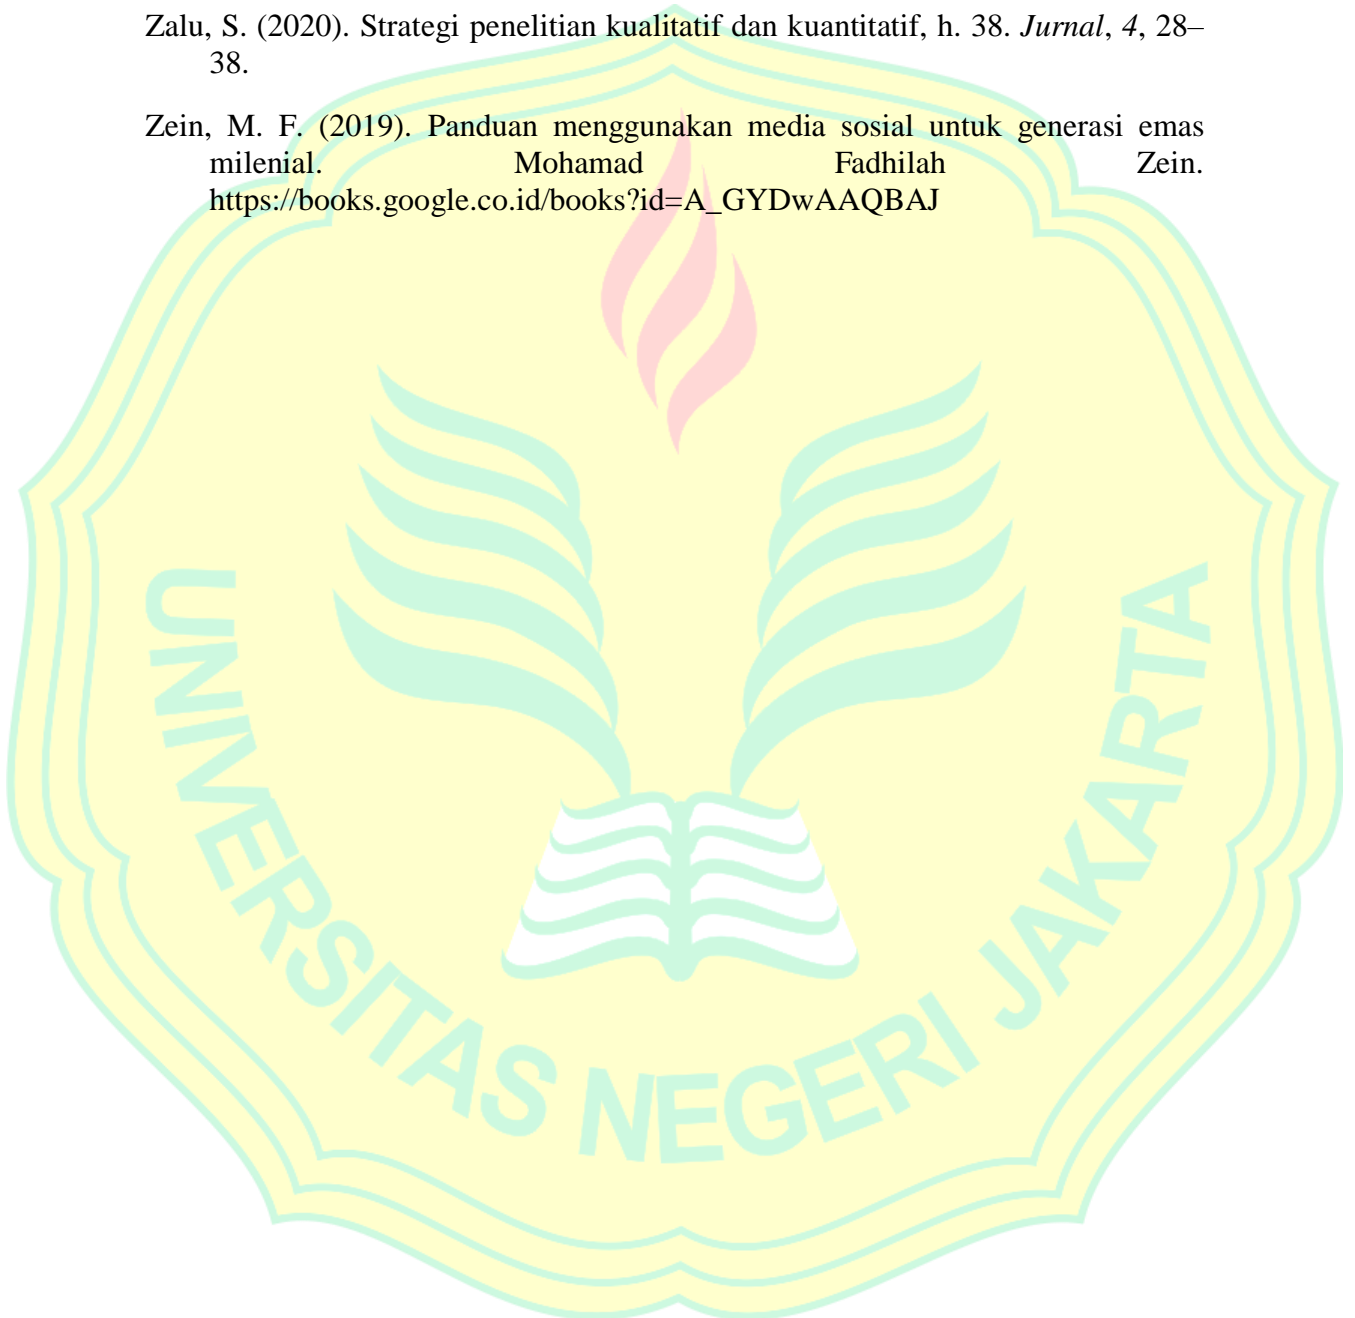 Zalu, S. (2020). Strategi penelitian kualitatif dan kuantitatif, h. 38. Jurnal, 4, 28–
38.
Zein, M. F. (2019). Panduan menggunakan media sosial untuk generasi emas
milenial. Mohamad Fadhilah Zein.
https://books.google.co.id/books?id=A_GYDwAAQBAJ
UNIVERSITAS NEGERI JAKARTA